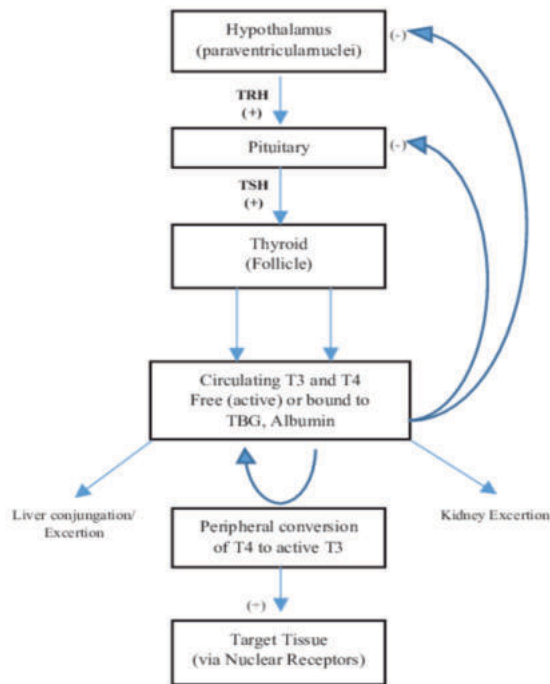 Hypothalamus
(paraventricularnuclei)
(-)
TRH
(+)
Pituitary
(-)
TSH
(+)
Thyroid
(Follicle)
Circulating T3 and T4
Free (active) or bound to
TBG, Albumin
Liver conjungation/
Excertion
Kidney Excertion
Peripheral conversion
of T4 to active T3
(+)
Target Tissue
(via Nuclear Receptors)